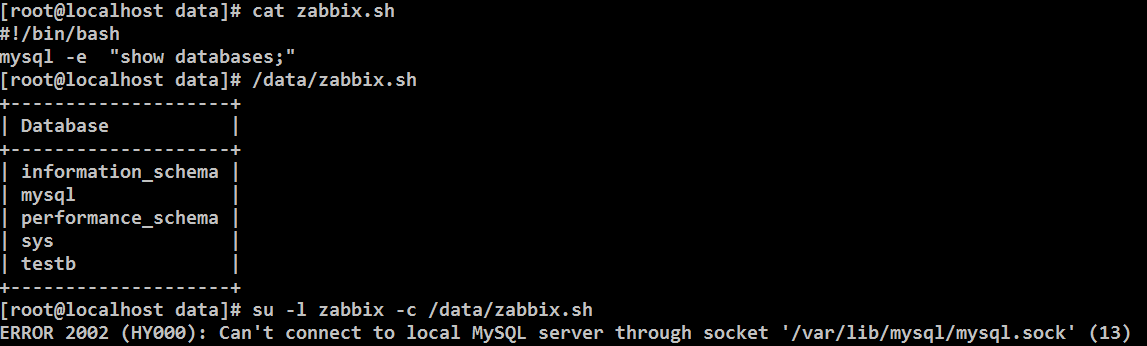 [root@localhost data]# cat zabbix.sh
#!/bin/bash
mysql -e  "show databases;"
[root@localhost data]# /data/zabbix.sh
+--------------------+
| Database           |
+--------------------+
| information_schema |
| mysql              |
| performance_schema |
| sys                |
| testb              |
+--------------------+
[root@localhost data]# su -l zabbix -c /data/zabbix.sh
ERROR 2002 (HY000): Can't connect to local MySQL server through socket '/var/lib/mysql/mysql.sock' (13)